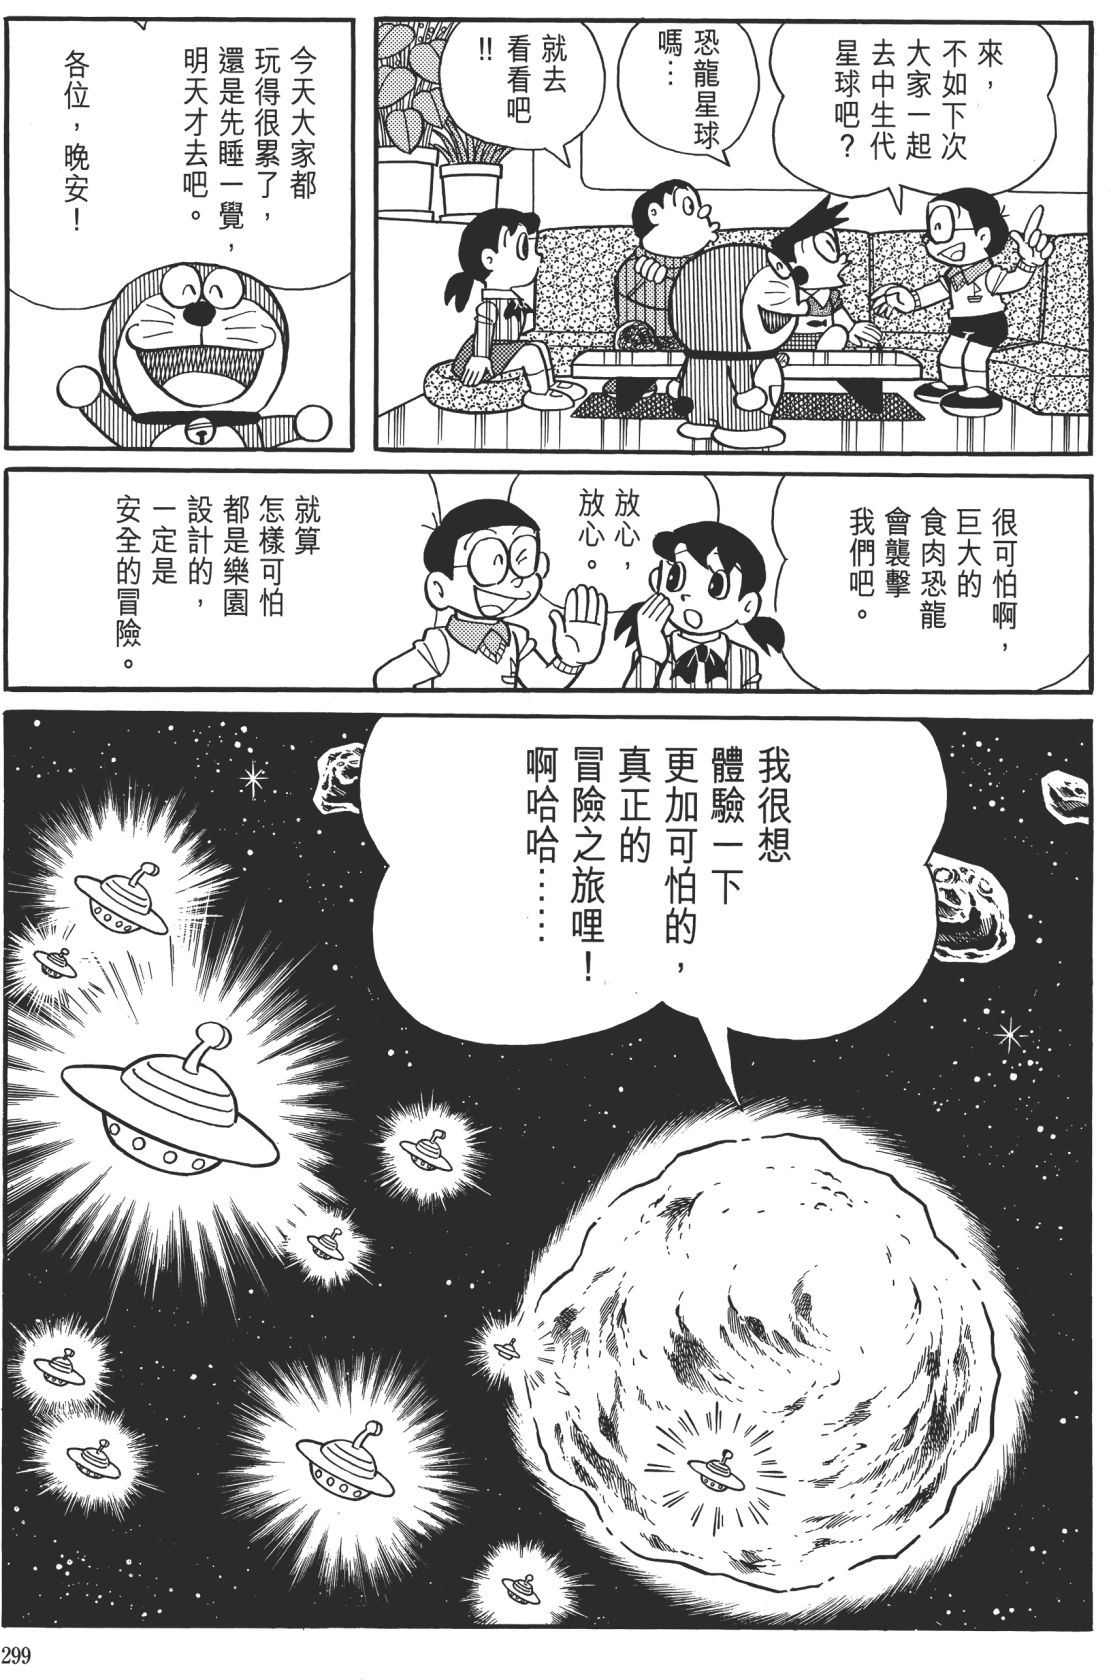 來，
不如下次
大家一起
去中生代
星球吧？
恐龍星球
嗎…
就去
看看吧
!!
今天大家都
玩得很累了，
還是先睡一覺，
明天才去吧。
各位，晚安！
很可怕啊，
巨大的
食肉恐龍
會襲擊
我們吧。
放心，
放心。
就算
怎樣可怕
都是樂園
設計的，
一定是
安全的冒險。
我很想
體驗一下
更加可怕的，
真正的
冒險之旅哩！
啊哈哈……
299